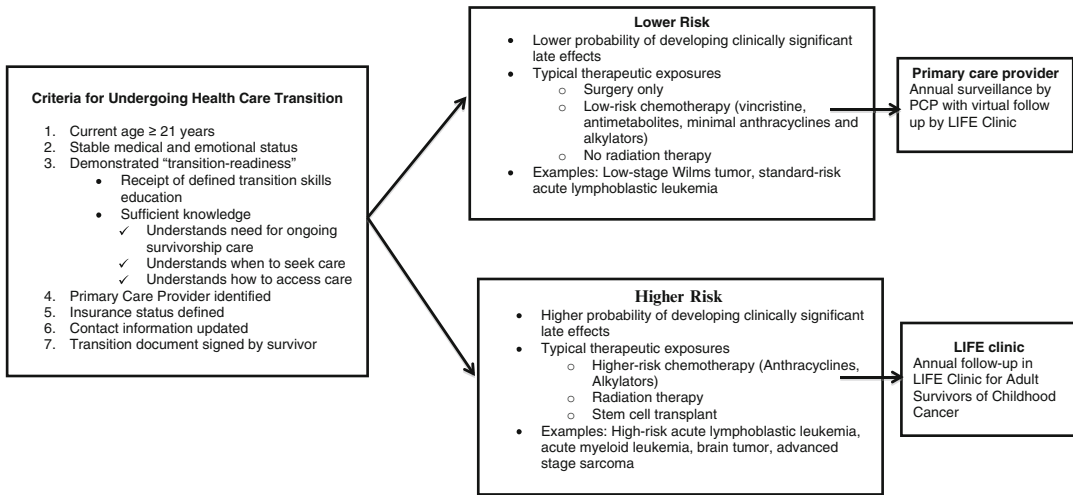 Criteria for Undergoing Health Care Transition
1. Current age ≥ 21 years
2. Stable medical and emotional status
3. Demonstrated “transition-readiness”
• Receipt of defined transition skills
education
• Sufficient knowledge
✓ Understands need for ongoing
survivorship care
✓ Understands when to seek care
✓ Understands how to access care
4. Primary Care Provider identified
5. Insurance status defined
6. Contact information updated
7. Transition document signed by survivor
Lower Risk
• Lower probability of developing clinically significant
late effects
• Typical therapeutic exposures
○ Surgery only
○ Low-risk chemotherapy (vincristine,
antimetabolites, minimal anthracyclines and
alkylators)
○ No radiation therapy
• Examples: Low-stage Wilms tumor, standard-risk
acute lymphoblastic leukemia
Primary care provider
Annual surveillance by
PCP with virtual follow
up by LIFE Clinic
Higher Risk
• Higher probability of developing clinically significant
late effects
• Typical therapeutic exposures
○ Higher-risk chemotherapy (Anthracyclines,
Alkylators)
○ Radiation therapy
○ Stem cell transplant
• Examples: High-risk acute lymphoblastic leukemia,
acute myeloid leukemia, brain tumor, advanced
stage sarcoma
LIFE clinic
Annual follow-up in
LIFE Clinic for Adult
Survivors of Childhood
Cancer